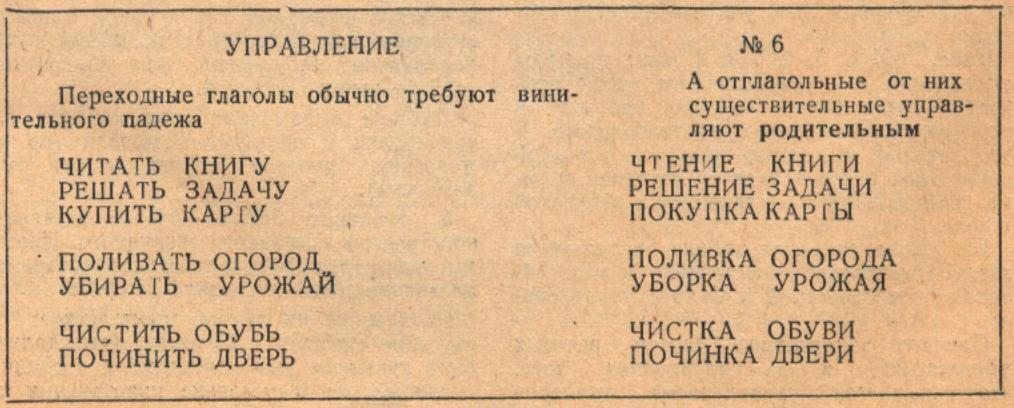 УПРАВЛЕНИЕ
Переходные глаголы обычно требуют вини-
тельного падежа
ЧИТАТЬ КНИГУ
РЕШАТЬ ЗАДАЧУ
КУПИТЬ КАРТУ
ПОЛИВАТЬ ОГОРОД
УБИРАТЬ УРОЖАЙ
ЧИСТИТЬ ОБУВЬ
ПОЧИНИТЬ ДВЕРЬ
№ 6
А отглагольные от них
существительные управ-
ляют родительным
ЧТЕНИЕ КНИГИ
РЕШЕНИЕ ЗАДАЧИ
ПОКУПКА КАРТЫ
ПОЛИВКА ОГОРОДА
УБОРКА УРОЖАЯ
ЧИСТКА ОБУВИ
ПОЧИНКА ДВЕРИ